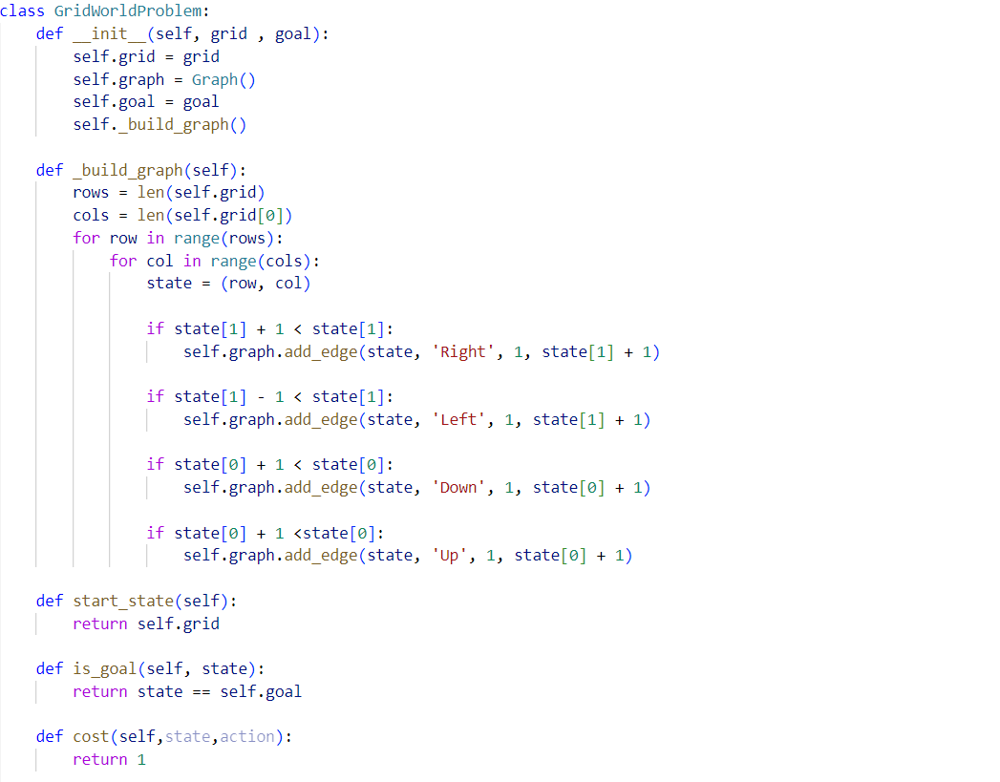 class GridWorldProblem:
    def __init__(self, grid , goal):
        self.grid = grid
        self.graph = Graph()
        self.goal = goal
        self._build_graph()

    def _build_graph(self):
        rows = len(self.grid)
        cols = len(self.grid[0])
        for row in range(rows):
            for col in range(cols):
                state = (row, col)

                if state[1] + 1 < state[1]:
                    self.graph.add_edge(state, 'Right', 1, state[1] + 1)

                if state[1] - 1 < state[1]:
                    self.graph.add_edge(state, 'Left', 1, state[1] + 1)

                if state[0] + 1 < state[0]:
                    self.graph.add_edge(state, 'Down', 1, state[0] + 1)

                if state[0] + 1 <state[0]:
                    self.graph.add_edge(state, 'Up', 1, state[0] + 1)

    def start_state(self):
        return self.grid

    def is_goal(self, state):
        return state == self.goal

    def cost(self,state,action):
        return 1